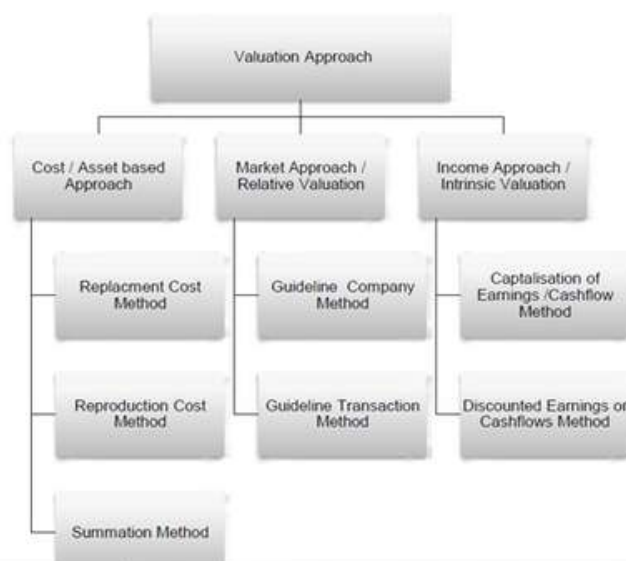 Valuation Approach
Cost / Asset based
Approach
Market Approach /
Relative Valuation
Income Approach /
Intrinsic Valuation
Replacment Cost
Method
Guideline Company
Method
Captalisation of
Earnings /Cashflow
Method
Reproduction Cost
Method
Guideline Transaction
Method
Discounted Earnings or
Cashflows Method
Summation Method